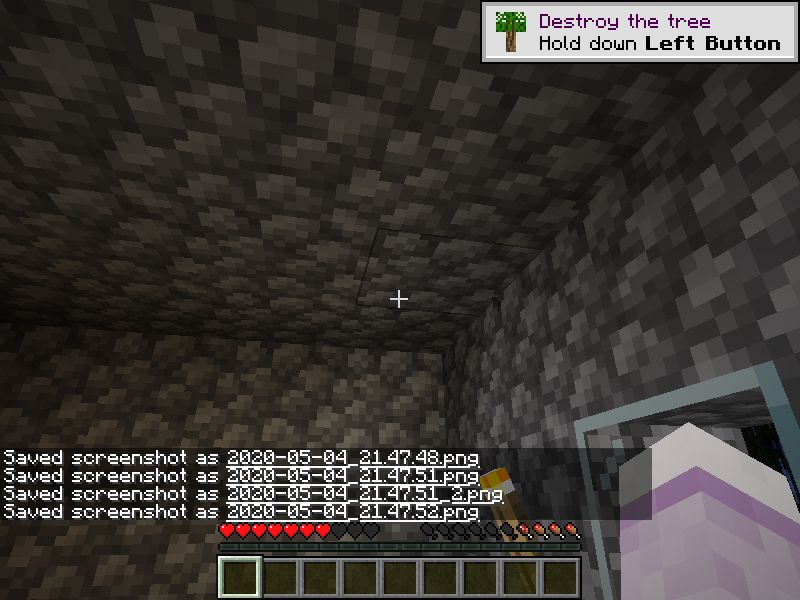 Destroy the tree
Hold down Left Button
Saved screenshot as 2020-05-04_21.47.48.png
Saved screenshot as 2020-05-04_21.47.51.png
Saved screenshot as 2020-05-04_21.47.51_2.png
Saved screenshot as 2020-05-04_21.47.52.png